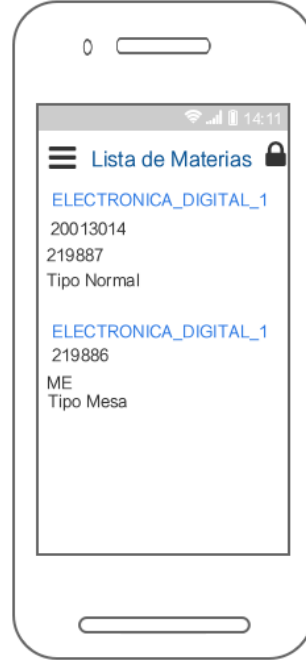 14:11
Lista de Materias
ELECTRONICA_DIGITAL_1
20013014
219887
Tipo Normal
ELECTRONICA_DIGITAL_1
219886
ME
Tipo Mesa